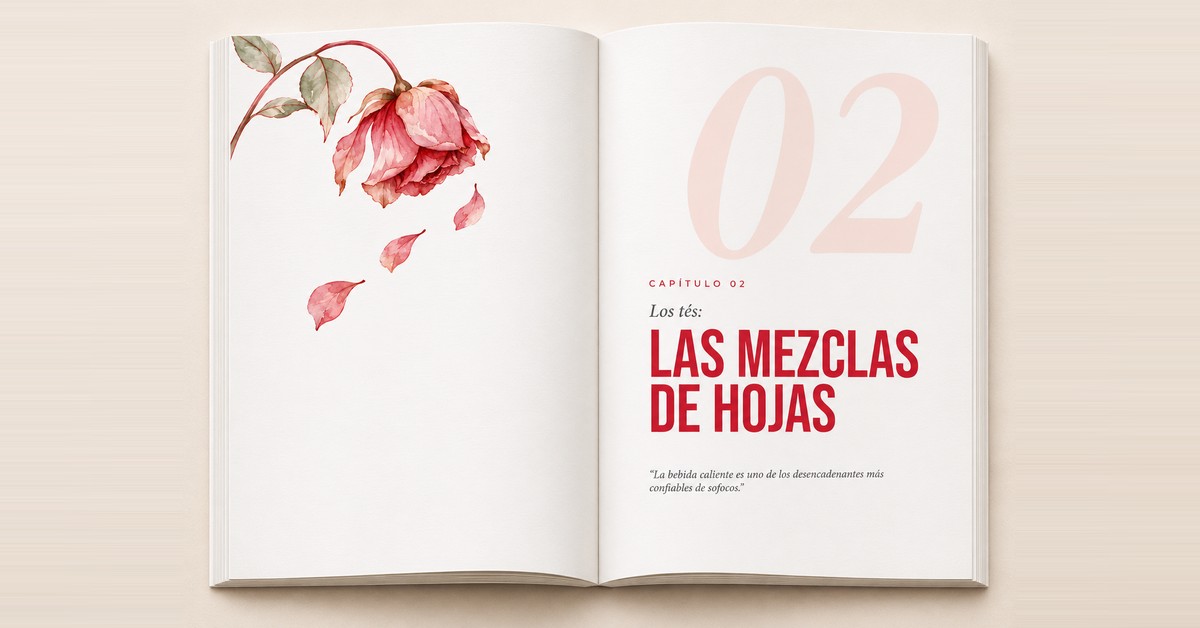 02
CAPÍTULO 02
Los tés:
LAS MEZCLAS
DE HOJAS
“La bebida caliente es uno de los desencadenantes más
confiables de sofocos.”